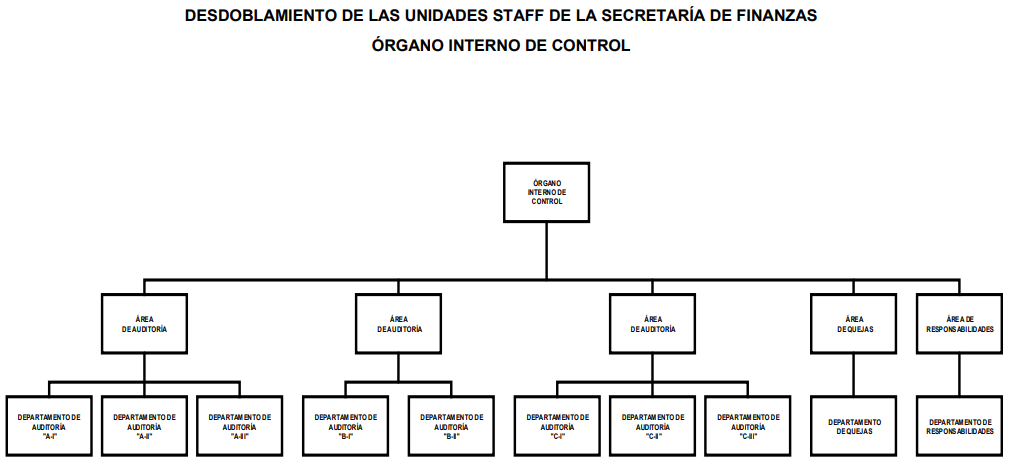 DESDOBLAMIENTO DE LAS UNIDADES STAFF DE LA SECRETARÍA DE FINANZAS
ÓRGANO INTERNO DE CONTROL
ÓRGANO
INTERNO DE
CONTROL
ÁREA
DE AUDITORÍA
ÁREA
DE AUDITORÍA
ÁREA
DE AUDITORÍA
ÁREA
DE QUEJAS
ÁREA DE
RESPONSABILIDADES
DEPARTAMENTO DE
AUDITORÍA
"A-I"
DEPARTAMENTO DE
AUDITORÍA
"A-II"
DEPARTAMENTO DE
AUDITORÍA
"A-III"
DEPARTAMENTO DE
AUDITORÍA
"B-I"
DEPARTAMENTO DE
AUDITORÍA
"B-II"
DEPARTAMENTO DE
AUDITORÍA
"C-I"
DEPARTAMENTO DE
AUDITORÍA
"C-II"
DEPARTAMENTO DE
AUDITORÍA
"C-III"
DEPARTAMENTO
DE QUEJAS
DEPARTAMENTO DE
RESPONSABILIDADES